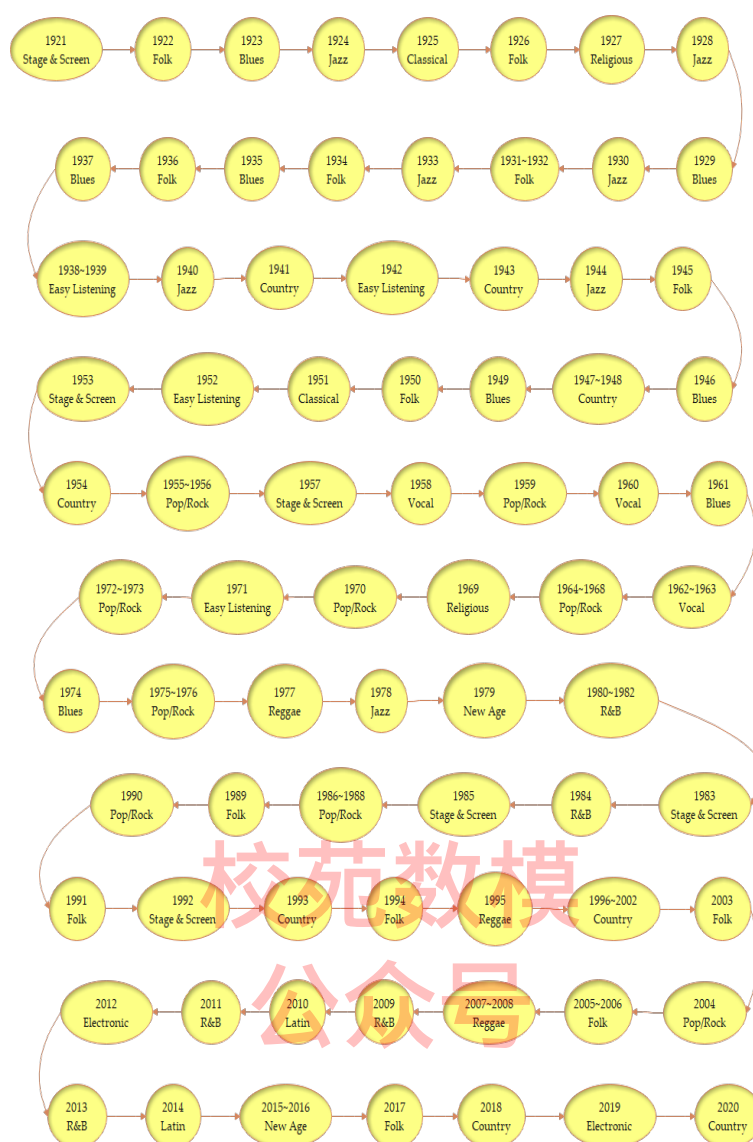 1921
Stage & Screen
1922
Folk
1923
Blues
1924
Jazz
1925
Classical
1926
Folk
1927
Religious
1928
Jazz
1929
Blues
1930
Jazz
1931~1932
Folk
1933
Jazz
1934
Folk
1935
Blues
1936
Folk
1937
Blues
1938~1939
Easy Listening
1940
Jazz
1941
Country
1942
Easy Listening
1943
Country
1944
Jazz
1945
Folk
1946
Blues
1947~1948
Country
1949
Blues
1950
Folk
1951
Classical
1952
Easy Listening
1953
Stage & Screen
1954
Country
1955~1956
Pop/Rock
1957
Stage & Screen
1958
Vocal
1959
Pop/Rock
1960
Vocal
1961
Blues
1962~1963
Vocal
1964~1968
Pop/Rock
1969
Religious
1970
Pop/Rock
1971
Easy Listening
1972~1973
Pop/Rock
1974
Blues
1975~1976
Pop/Rock
1977
Reggae
1978
Jazz
1979
New Age
1980~1982
R&B
1983
Stage & Screen
1984
R&B
1985
Stage & Screen
1986~1988
Pop/Rock
1989
Folk
1990
Pop/Rock
1991
Folk
1992
Stage & Screen
1993
Country
1994
Folk
1995
Reggae
1996~2002
Country
2003
Folk
2004
Pop/Rock
2005~2006
Folk
2007~2008
Reggae
2009
R&B
2010
Latin
2011
R&B
2012
Electronic
2013
R&B
2014
Latin
2015~2016
New Age
2017
Folk
2018
Country
2019
Electronic
2020
Country
校苑数模
公众号